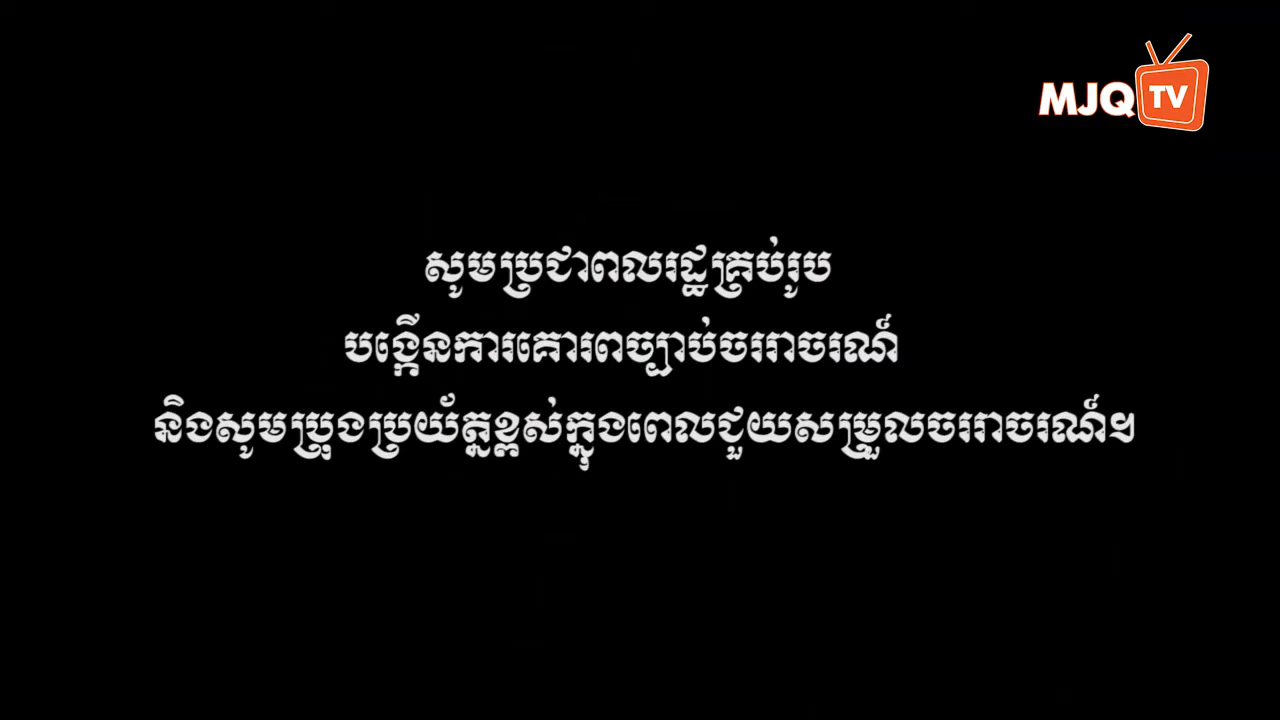 MJQ TV
សូមប្រជាពលរដ្ឋគ្រប់រូប
បង្កើនការគោរពច្បាប់ចររាចរណ៍
និងសូមប្រុងប្រយ័ត្នខ្ពស់ក្នុងពេលជួយសម្រួលចររាចរណ៍។